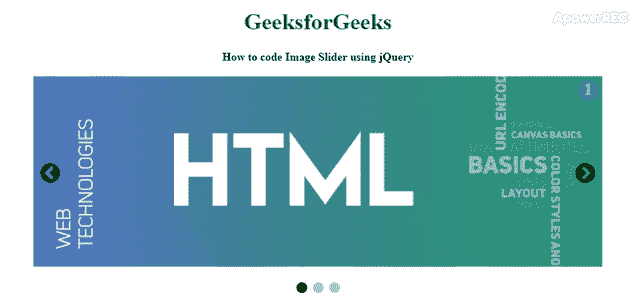 GeeksforGeeks
ApowerREC
How to code Image Slider using jQuery
1
WEB
TECHNOLOGIES
HTML
URL ENCOD
CANVAS BASICS
BASICS
LAYOUT
COLOR STYLES AND